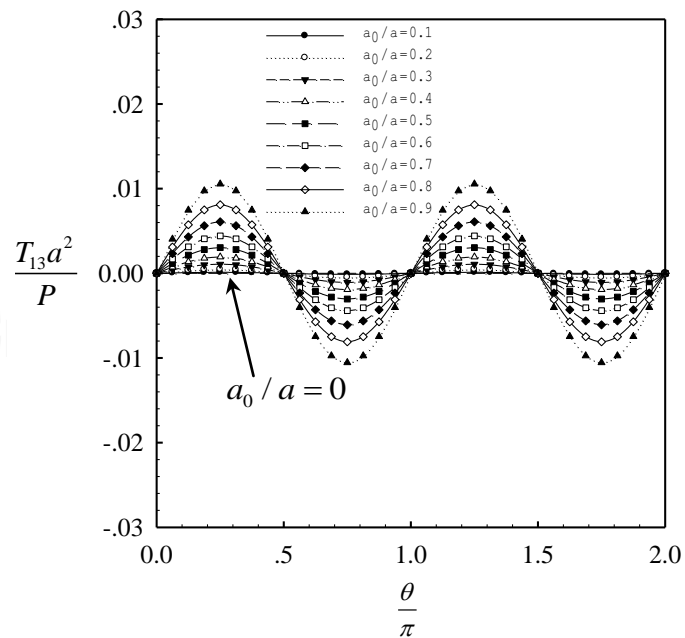 .03
.02
.01
0.00
-.01
-.02
-.03
T₁₃a²
P
a₀/a=0.1
a₀/a=0.2
a₀/a=0.3
a₀/a=0.4
a₀/a=0.5
a₀/a=0.6
a₀/a=0.7
a₀/a=0.8
a₀/a=0.9
a₀ / a = 0
0.0
.5
1.0
1.5
2.0
θ
π